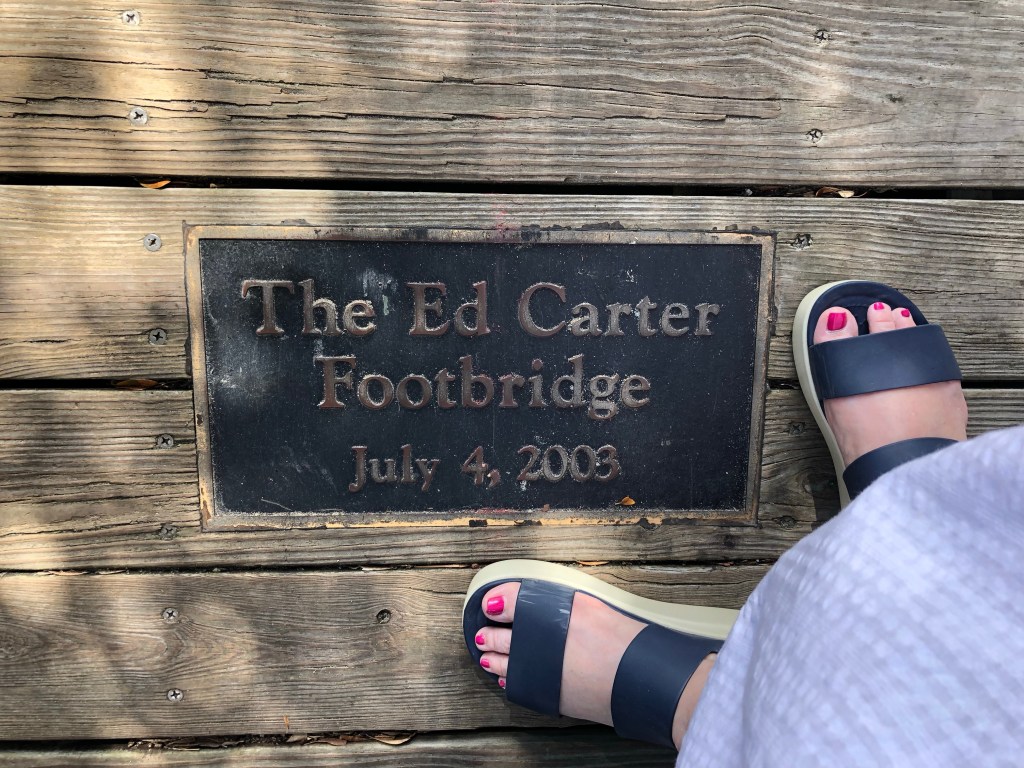 The Ed Carter
Footbridge
July 4, 2003